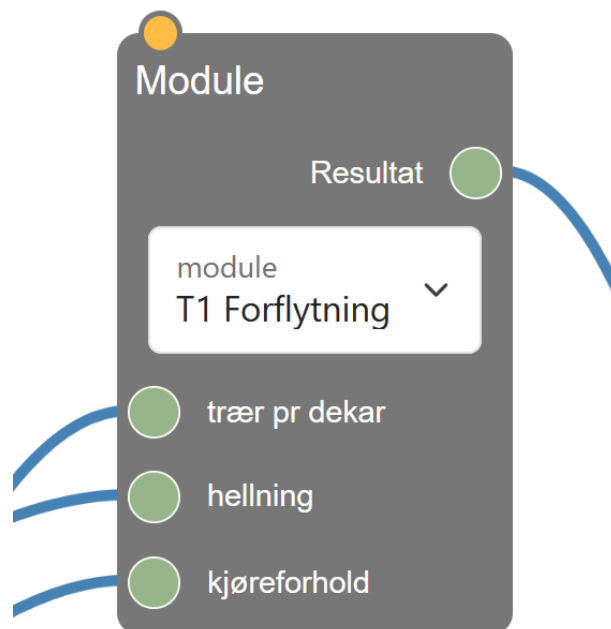 Module
Resultat
module
T1 Forflytning
trær pr dekar
hellning
kjøreforhold